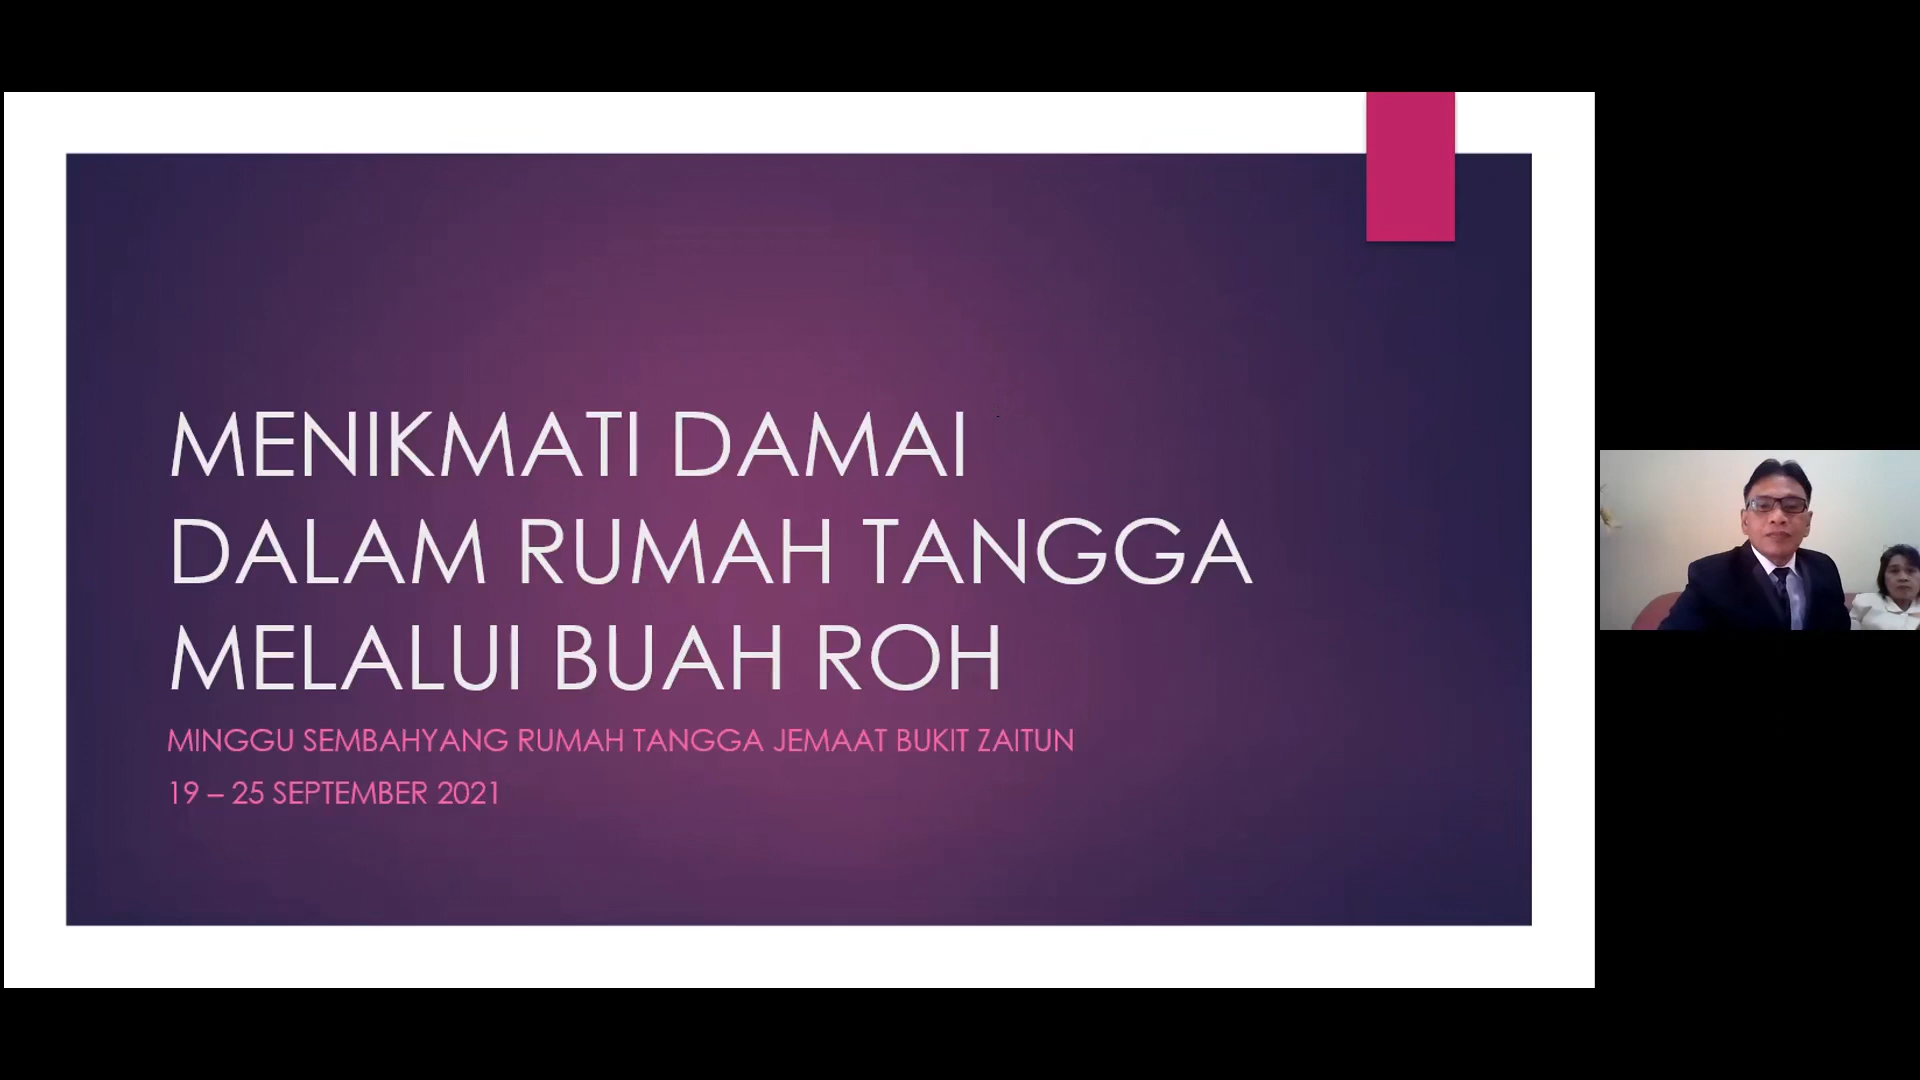 MENIKMATI DAMAI
DALAM RUMAH TANGGA
MELALUI BUAH ROH
MINGGU SEMBAHYANG RUMAH TANGGA JEMAAT BUKIT ZAITUN
19 – 25 SEPTEMBER 2021